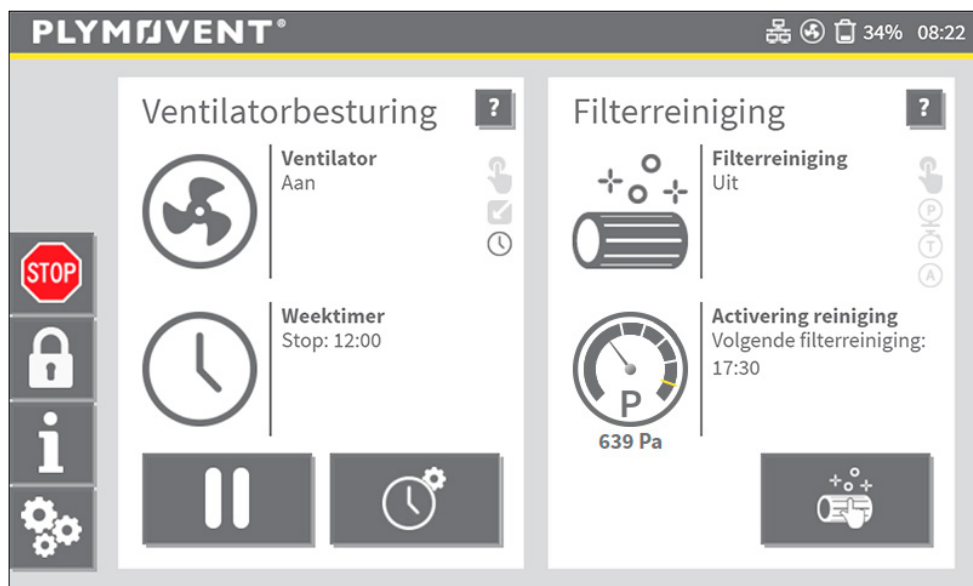 PLYMOVENT®
34% 08:22
Ventilatorbesturing ?
Ventilator
Aan
Weektimer
Stop: 12:00
Filterreiniging ?
Filterreiniging
Uit
P
T
A
Activering reiniging
Volgende filterreiniging:
17:30
P
639 Pa
STOP
i